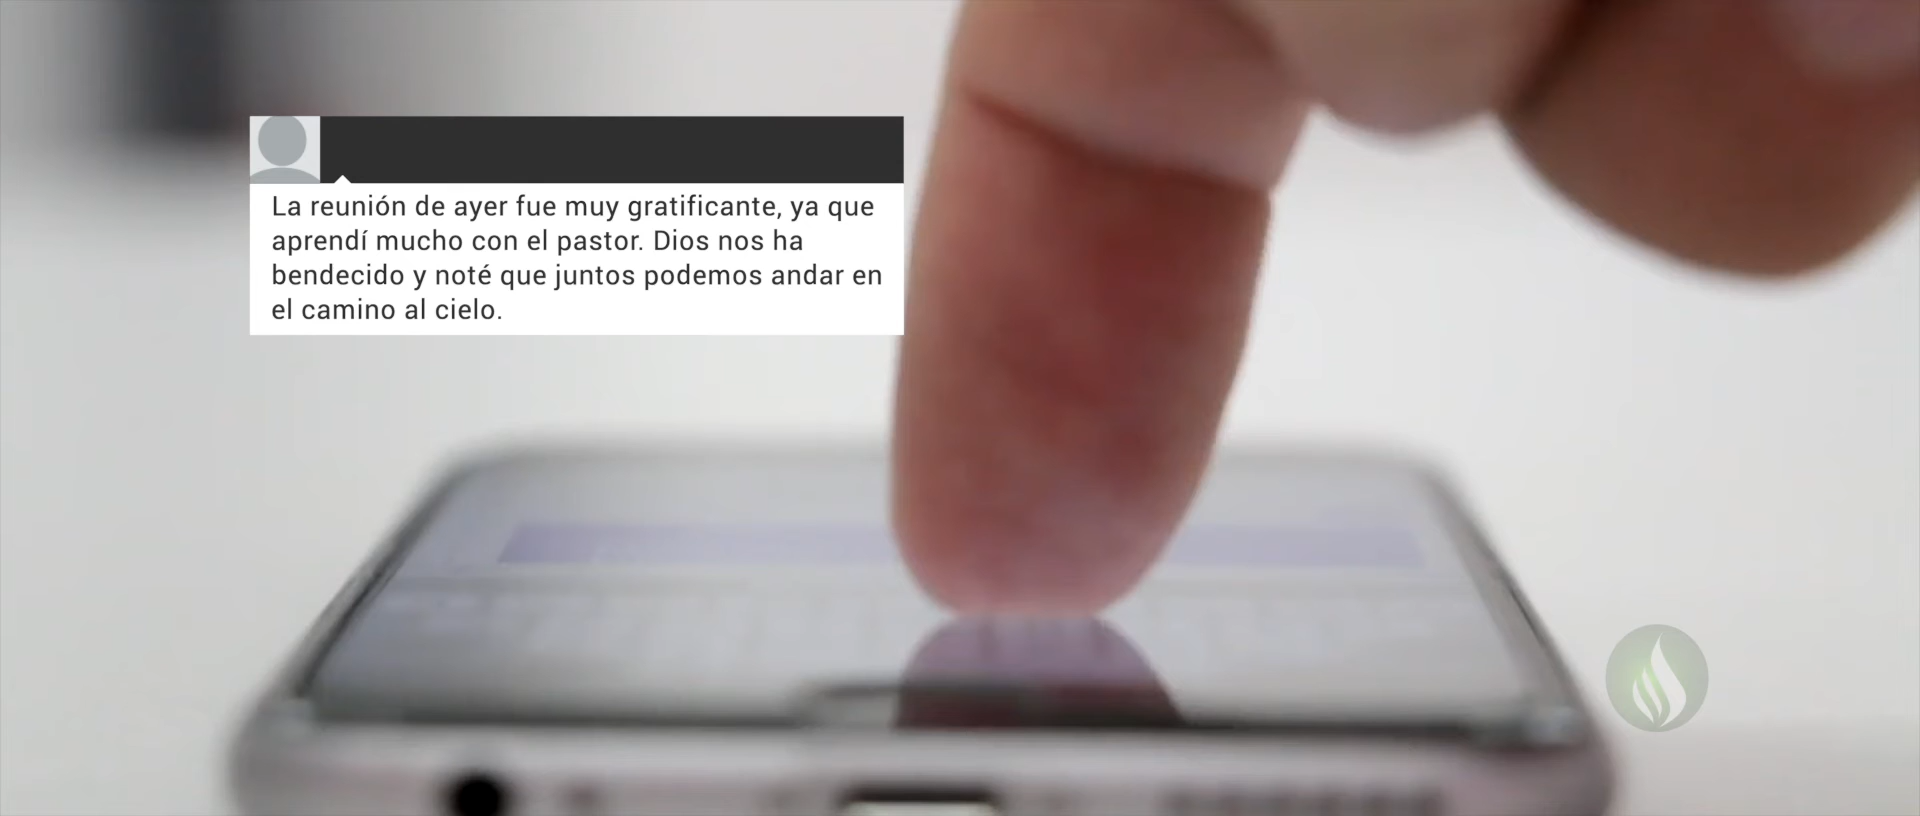 La reunión de ayer fue muy gratificante, ya que
aprendí mucho con el pastor. Dios nos ha
bendecido y noté que juntos podemos andar en
el camino al cielo.